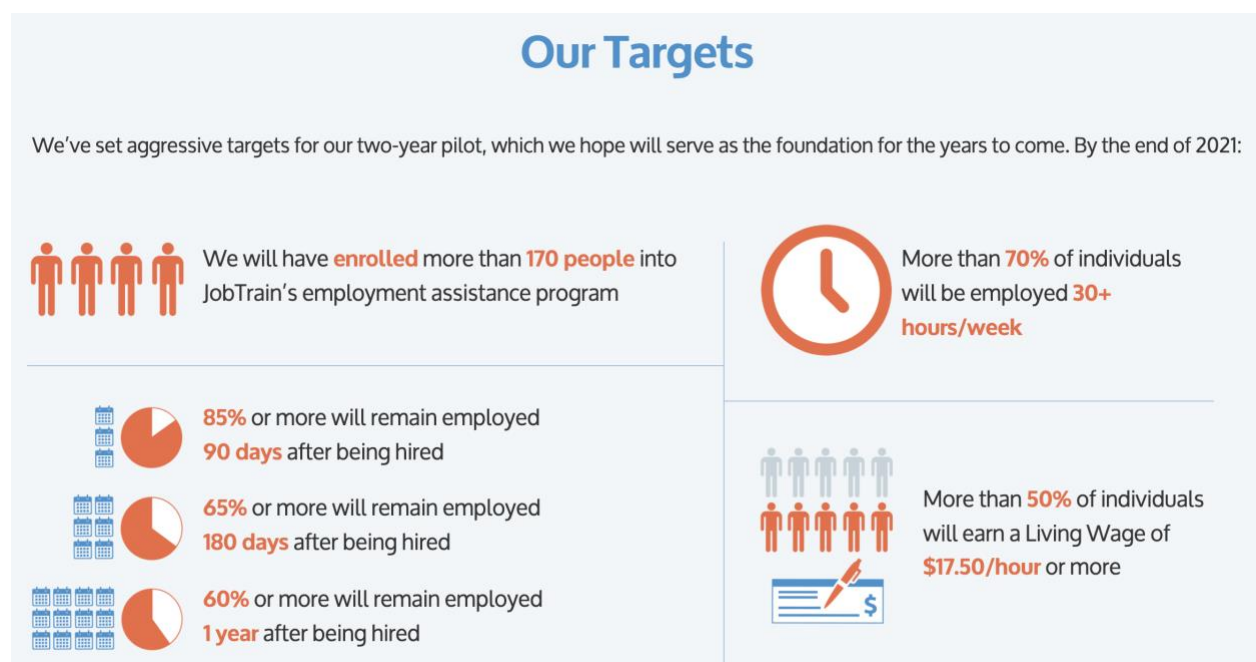 Our Targets
We've set aggressive targets for our two-year pilot, which we hope will serve as the foundation for the years to come. By the end of 2021:
We will have enrolled more than 170 people into
JobTrain's employment assistance program
85% or more will remain employed
90 days after being hired
65% or more will remain employed
180 days after being hired
60% or more will remain employed
1 year after being hired
More than 70% of individuals
will be employed 30+
hours/week
More than 50% of individuals
will earn a Living Wage of
$17.50/hour or more
$